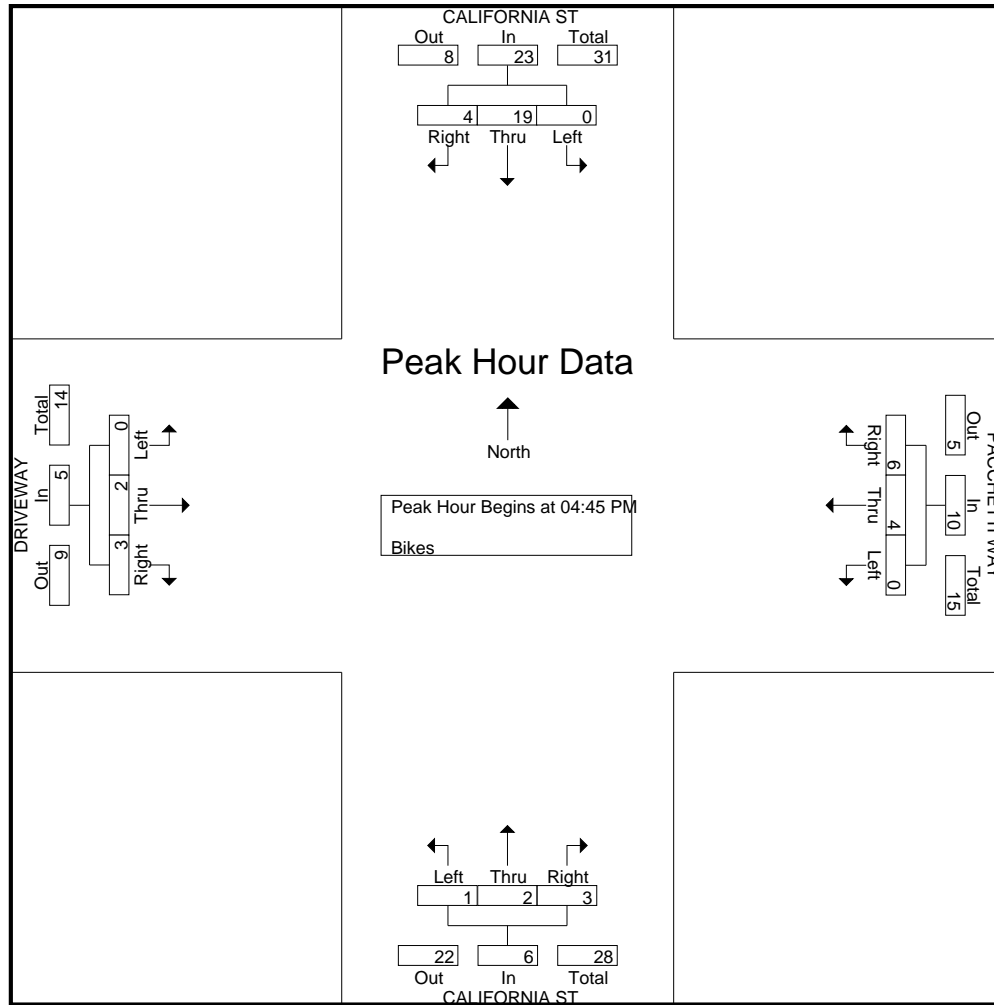 CALIFORNIA ST
Out In Total
8 23 31
4 19 0
Right Thru Left
Peak Hour Data
North
Peak Hour Begins at 04:45 PM
Bikes
DRIVEWAY
Out In Total
9 5 14
3 2 0
Right Thru Left
PACCHETTI WAY
Out In Total
5 10 15
6 4 0
Right Thru Left
Left Thru Right
1 2 3
22 6 28
Out In Total
CALIFORNIA ST